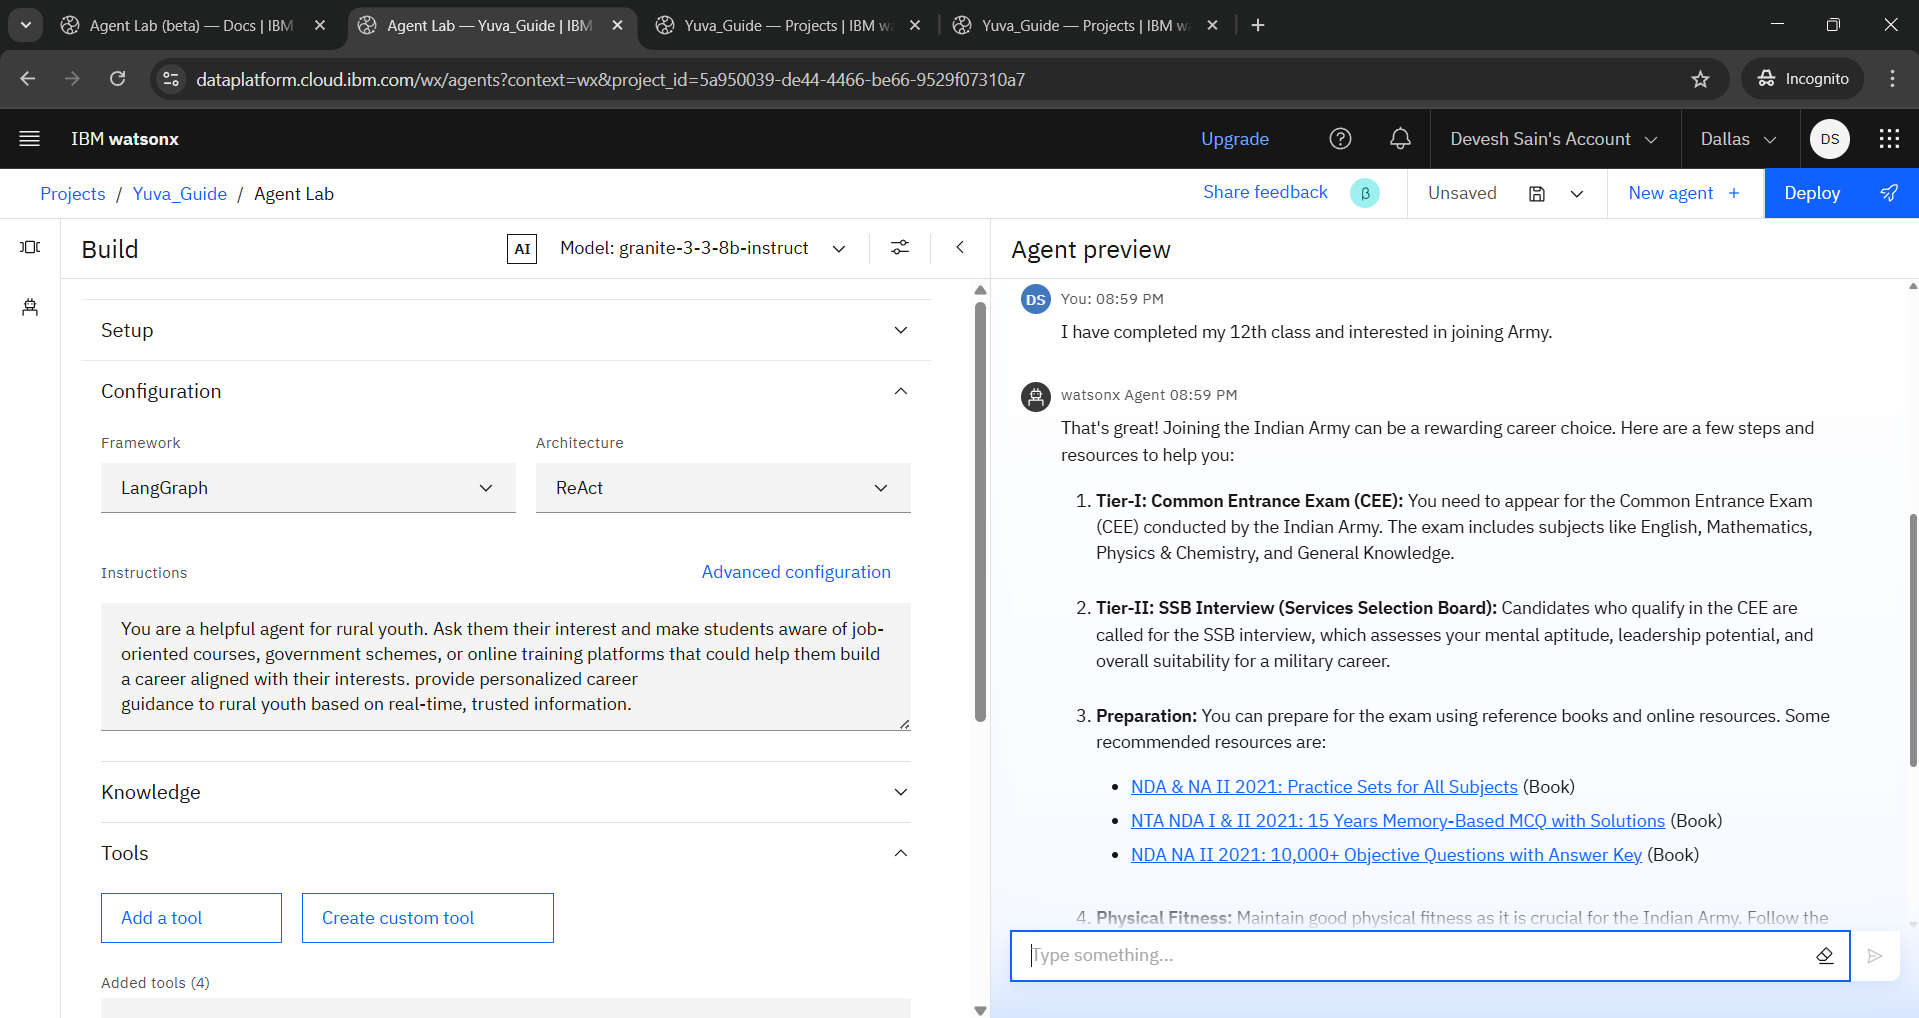 Agent Lab (beta) — Docs | IBM
Agent Lab — Yuva_Guide | IBM
Yuva_Guide — Projects | IBM w
Yuva_Guide — Projects | IBM w
dataplatform.cloud.ibm.com/wx/agents?context=wx&project_id=5a950039-de44-4466-be66-9529f07310a7
Incognito
IBM watsonx
Upgrade
Devesh Sain's Account
Dallas
DS
Projects / Yuva_Guide / Agent Lab
Share feedback
β
Unsaved
New agent +
Deploy
Build
AI
Model: granite-3-3-8b-instruct
Agent preview
Setup
Configuration
Framework
Architecture
LangGraph
ReAct
Instructions
Advanced configuration
You are a helpful agent for rural youth. Ask them their interest and make students aware of job-
oriented courses, government schemes, or online training platforms that could help them build
a career aligned with their interests. provide personalized career
guidance to rural youth based on real-time, trusted information.
Knowledge
Tools
Add a tool
Create custom tool
Added tools (4)
DS
You: 08:59 PM
I have completed my 12th class and interested in joining Army.
watsonx Agent 08:59 PM
That's great! Joining the Indian Army can be a rewarding career choice. Here are a few steps and
resources to help you:
1. Tier-I: Common Entrance Exam (CEE): You need to appear for the Common Entrance Exam
(CEE) conducted by the Indian Army. The exam includes subjects like English, Mathematics,
Physics & Chemistry, and General Knowledge.
2. Tier-II: SSB Interview (Services Selection Board): Candidates who qualify in the CEE are
called for the SSB interview, which assesses your mental aptitude, leadership potential, and
overall suitability for a military career.
3. Preparation: You can prepare for the exam using reference books and online resources. Some
recommended resources are:
• NDA & NA II 2021: Practice Sets for All Subjects (Book)
• NTA NDA I & II 2021: 15 Years Memory-Based MCQ with Solutions (Book)
• NDA NA II 2021: 10,000+ Objective Questions with Answer Key (Book)
4. Physical Fitness: Maintain good physical fitness as it is crucial for the Indian Army. Follow the
Type something...